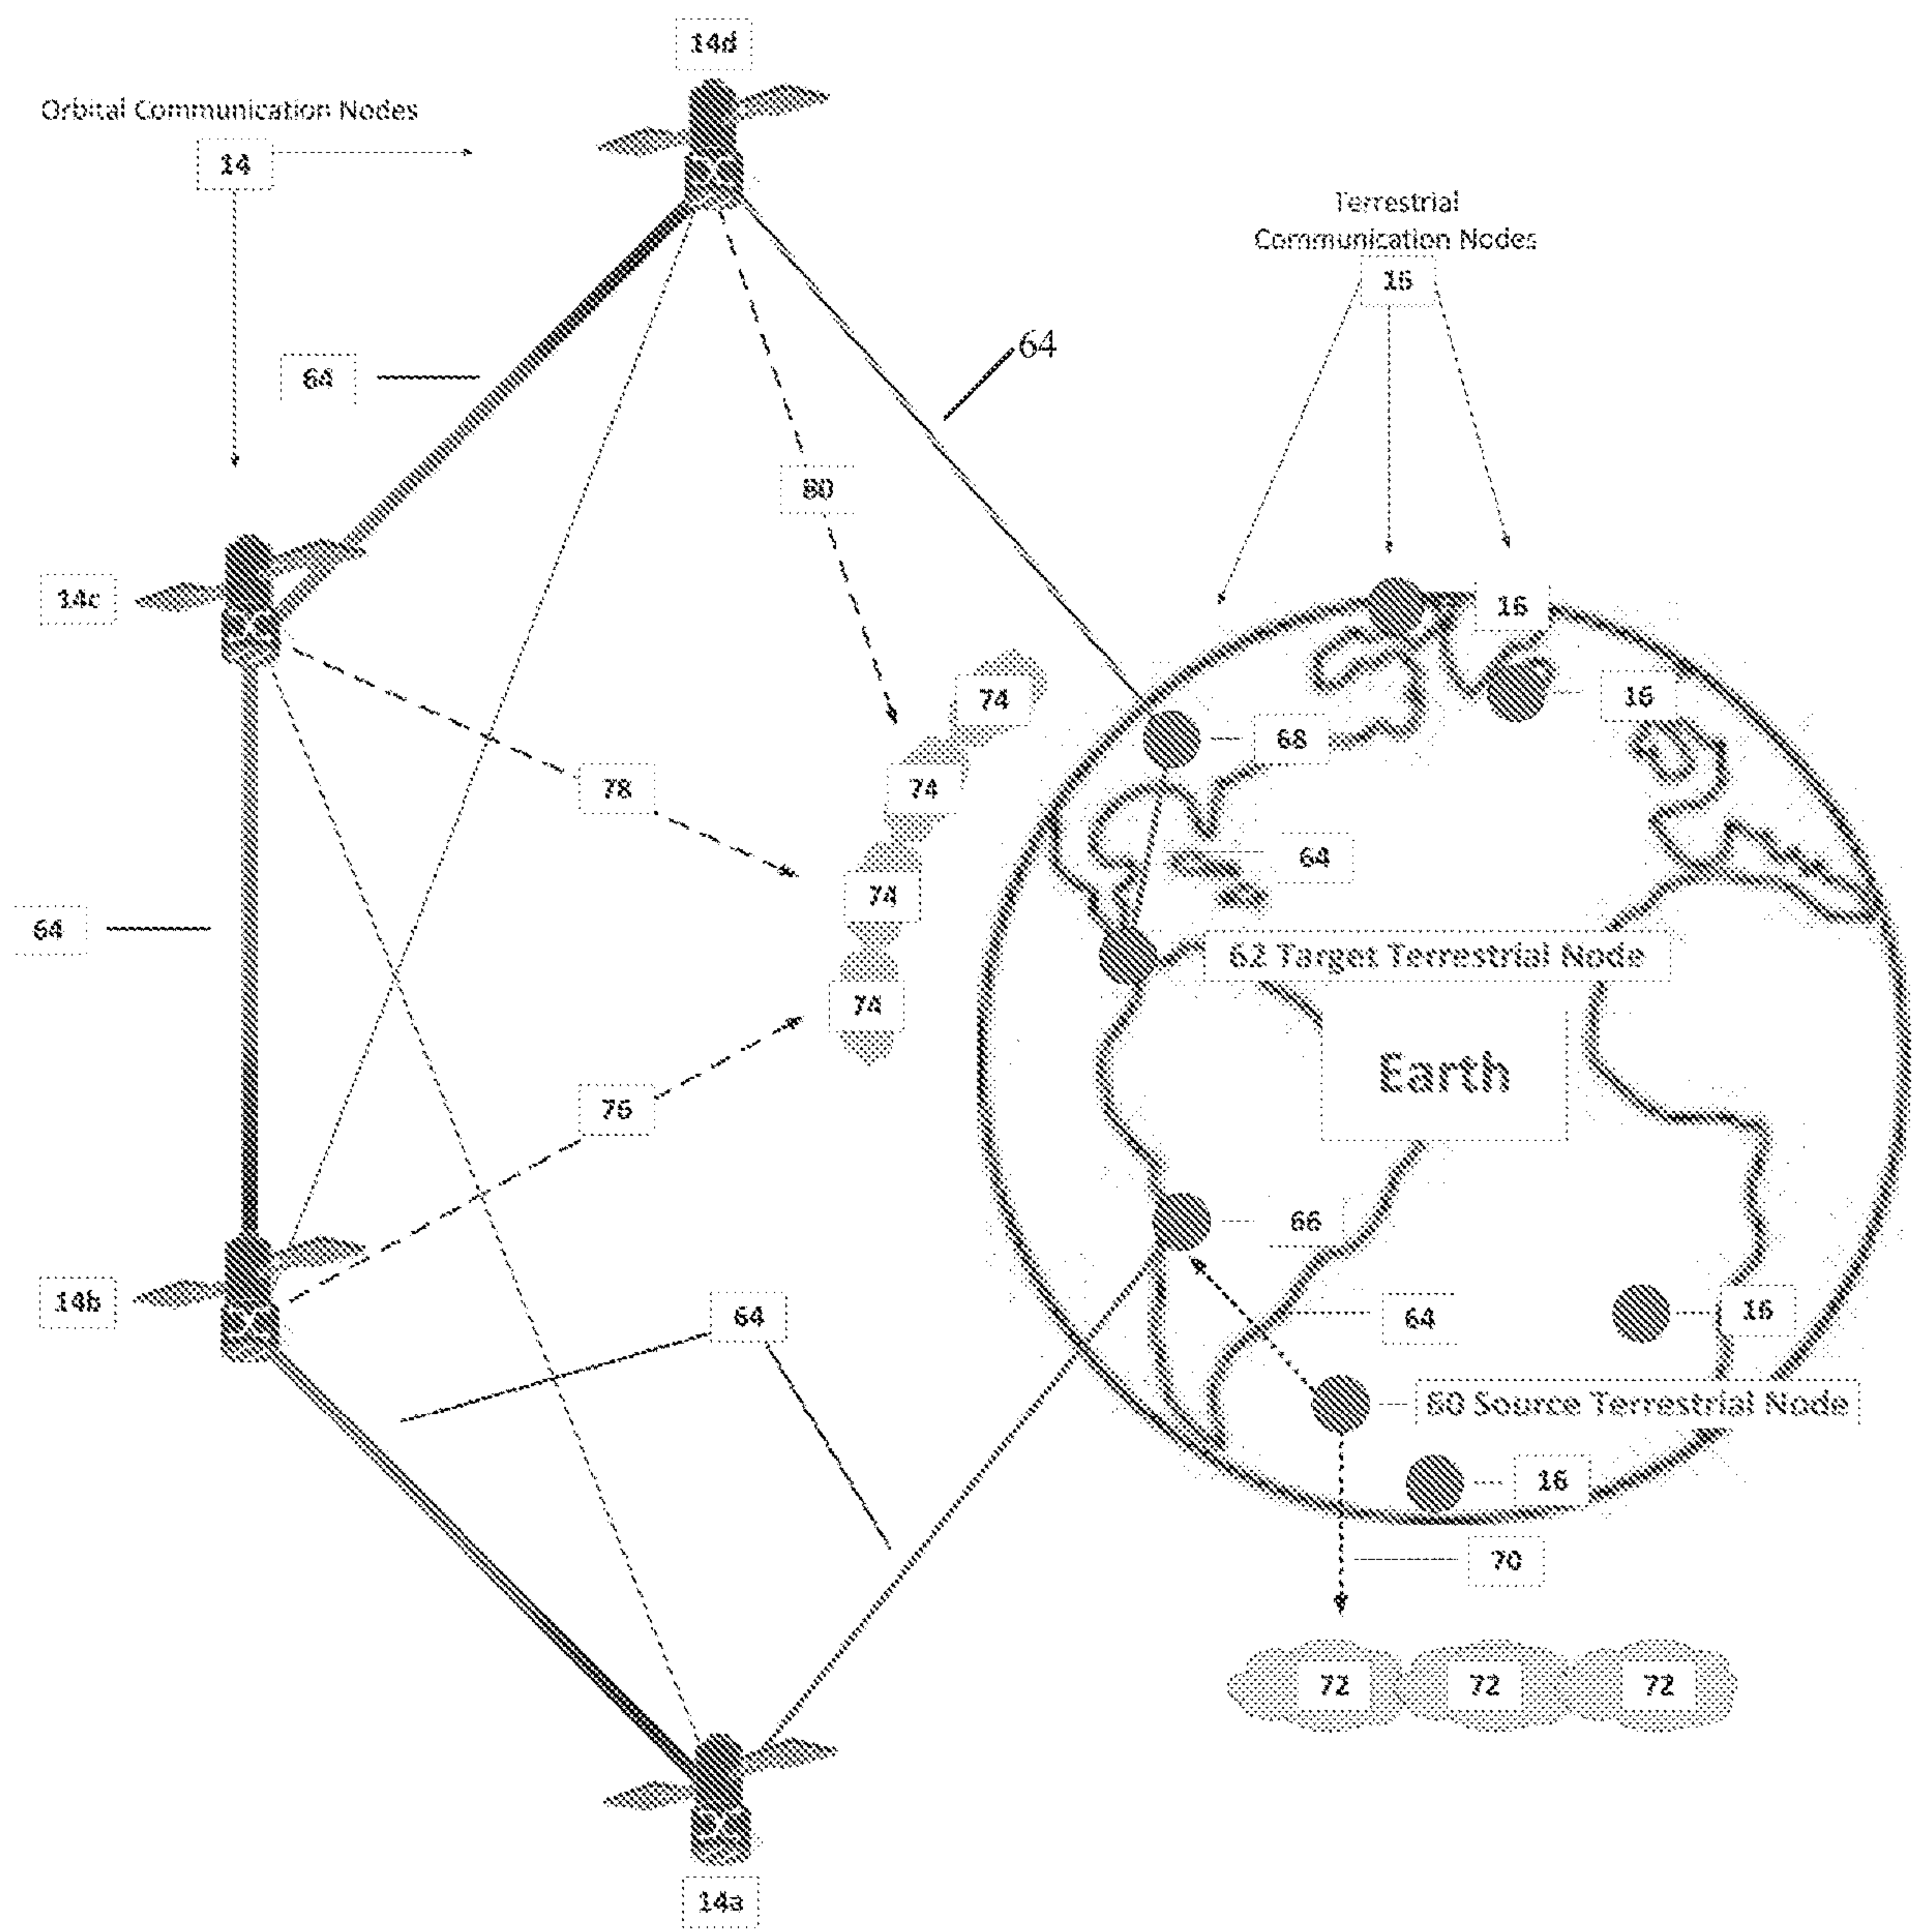 14d
Orbital Communication Nodes
14
Terrestrial
Communication Nodes
16
64
64
80
14c
16
74
16
68
78
74
64
74
64
62 Target Terrestrial Node
74
Earth
76
66
14b
64
64
16
60 Source Terrestrial Node
16
70
72
72
72
14a